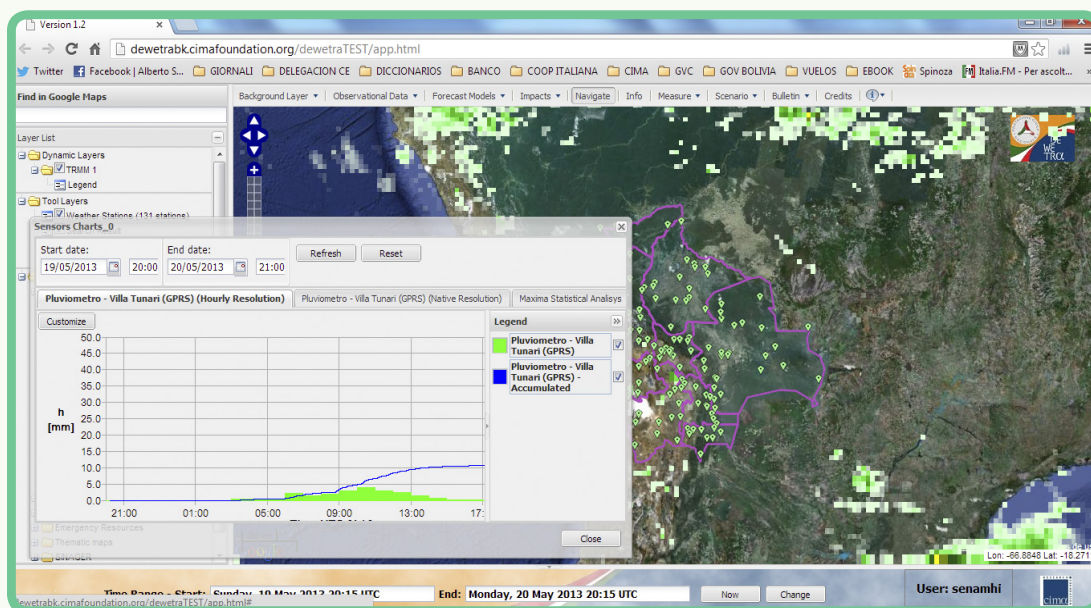 Version 1.2
dewetrabk.cimafoundation.org/dewetraTEST/app.html
Twitter Facebook | Alberto S... GIORNALI DELEGACION CE DICCIONARIOS BANCO COOP ITALIANA CIMA GVC GOV BOLIVIA VUELOS EBOOK Spinoza Italia.FM - Per ascolt... »
Find in Google Maps
Background Layer Observational Data Forecast Models Impacts Navigate Info Measure Scenario Bulletin Credits
Layer List
Dynamic Layers
TRMM 1
Legend
Tool Layers
Weather Stations (131 stations)
DE
WE
TRα
Sensors Charts_0
Start date: End date:
19/05/2013 20:00 20/05/2013 21:00 Refresh Reset
Pluviometro - Villa Tunari (GPRS) (Hourly Resolution) Pluviometro - Villa Tunari (GPRS) (Native Resolution) Maxima Statistical Analisys
Customize
Legend
Pluviometro - Villa
Tunari (GPRS)
Pluviometro - Villa
Tunari (GPRS) -
Accumulated
50.0
45.0
40.0
35.0
30.0
25.0
20.0
15.0
10.0
5.0
0.0
h
[mm]
21:00 01:00 05:00 09:00 13:00 17:
Emergency Resources
Thematic maps
SINAGER
Close
Lon: -66.8848 Lat: -18.271
Time Range - Start: Sunday, 19 May 2013 20:15 UTC End: Monday, 20 May 2013 20:15 UTC Now Change User: senamhi
dewetrabk.cimafoundation.org/dewetraTEST/app.html#
cima